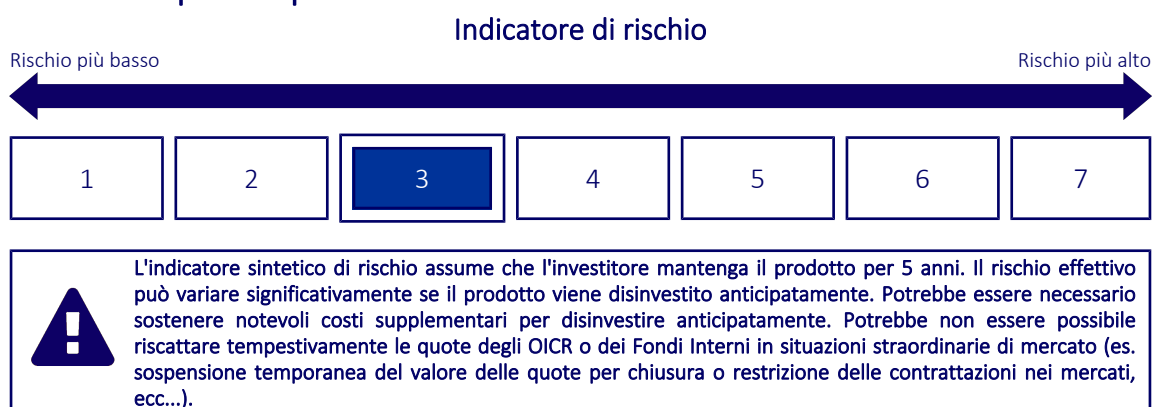 Indicatore di rischio
Rischio più basso
Rischio più alto
1
2
3
4
5
6
7
L'indicatore sintetico di rischio assume che l'investitore mantenga il prodotto per 5 anni. Il rischio effettivo
può variare significativamente se il prodotto viene disinvestito anticipatamente. Potrebbe essere necessario
sostenere notevoli costi supplementari per disinvestire anticipatamente. Potrebbe non essere possibile
riscattare tempestivamente le quote degli OICR o dei Fondi Interni in situazioni straordinarie di mercato (es.
sospensione temporanea del valore delle quote per chiusura o restrizione delle contrattazioni nei mercati,
ecc...).